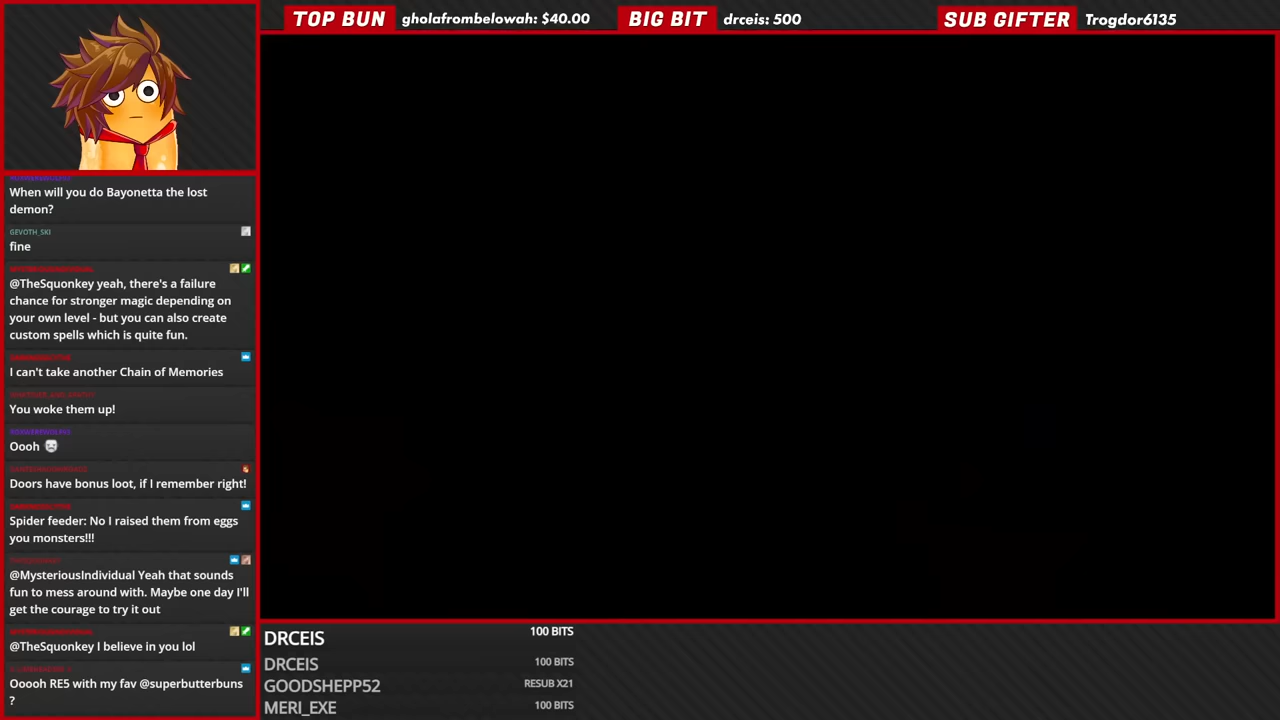 TOP BUN gholafrombelowah: $40.00 BIG BIT drceis: 500 SUB GIFTER Trogdor6135
When will you do Bayonetta the lost
demon?
GEVOTH_SKI
fine
@TheSquonkey yeah, there's a failure
chance for stronger magic depending on
your own level - but you can also create
custom spells which is quite fun.
I can't take another Chain of Memories
You woke them up!
Oooh
Doors have bonus loot, if I remember right!
Spider feeder: No I raised them from eggs
you monsters!!!
@MysteriousIndividual Yeah that sounds
fun to mess around with. Maybe one day I'll
get the courage to try it out
@TheSquonkey I believe in you lol
Ooooh RE5 with my fav @superbutterbuns
?
DRCEIS 100 BITS
DRCEIS 100 BITS
GOODSHEPP52 RESUB X21
MERI_EXE 100 BITS